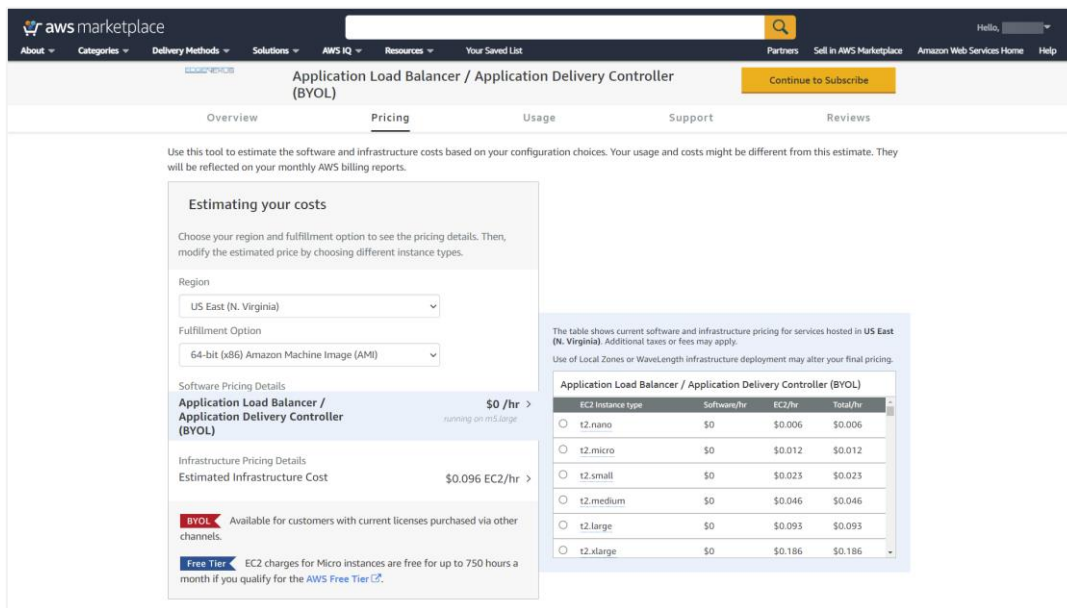 aws marketplace
Hello,
About Categories Delivery Methods Solutions AWS IQ Resources Your Saved List Partners Sell in AWS Marketplace Amazon Web Services Home Help
Application Load Balancer / Application Delivery Controller
(BYOL)
Continue to Subscribe
Overview Pricing Usage Support Reviews
Use this tool to estimate the software and infrastructure costs based on your configuration choices. Your usage and costs might be different from this estimate. They
will be reflected on your monthly AWS billing reports.
Estimating your costs
Choose your region and fulfillment option to see the pricing details. Then,
modify the estimated price by choosing different instance types.
Region
US East (N. Virginia)
Fulfillment Option
64-bit (x86) Amazon Machine Image (AMI)
Software Pricing Details
Application Load Balancer /
Application Delivery Controller
(BYOL)
$0 /hr >
running on m5.large
Infrastructure Pricing Details
Estimated Infrastructure Cost $0.096 EC2/hr >
BYOL Available for customers with current licenses purchased via other
channels.
Free Tier EC2 charges for Micro instances are free for up to 750 hours a
month if you qualify for the AWS Free Tier.
The table shows current software and infrastructure pricing for services hosted in US East
(N. Virginia). Additional taxes or fees may apply.
Use of Local Zones or WaveLength infrastructure deployment may alter your final pricing.
Application Load Balancer / Application Delivery Controller (BYOL)
EC2 Instance type Software/hr EC2/hr Total/hr
t2.nano $0 $0.006 $0.006
t2.micro $0 $0.012 $0.012
t2.small $0 $0.023 $0.023
t2.medium $0 $0.046 $0.046
t2.large $0 $0.093 $0.093
t2.xlarge $0 $0.186 $0.186